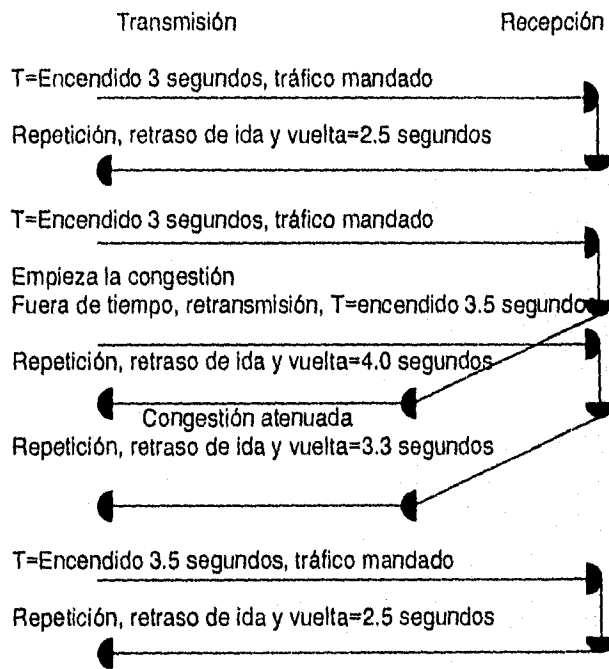 Transmisión Recepción
T=Encendido 3 segundos, tráfico mandado
Repetición, retraso de ida y vuelta=2.5 segundos
T=Encendido 3 segundos, tráfico mandado
Empieza la congestión
Fuera de tiempo, retransmisión, T=encendido 3.5 segundos
Repetición, retraso de ida y vuelta=4.0 segundos
Congestión atenuada
Repetición, retraso de ida y vuelta=3.3 segundos
T=Encendido 3.5 segundos, tráfico mandado
Repetición, retraso de ida y vuelta=2.5 segundos